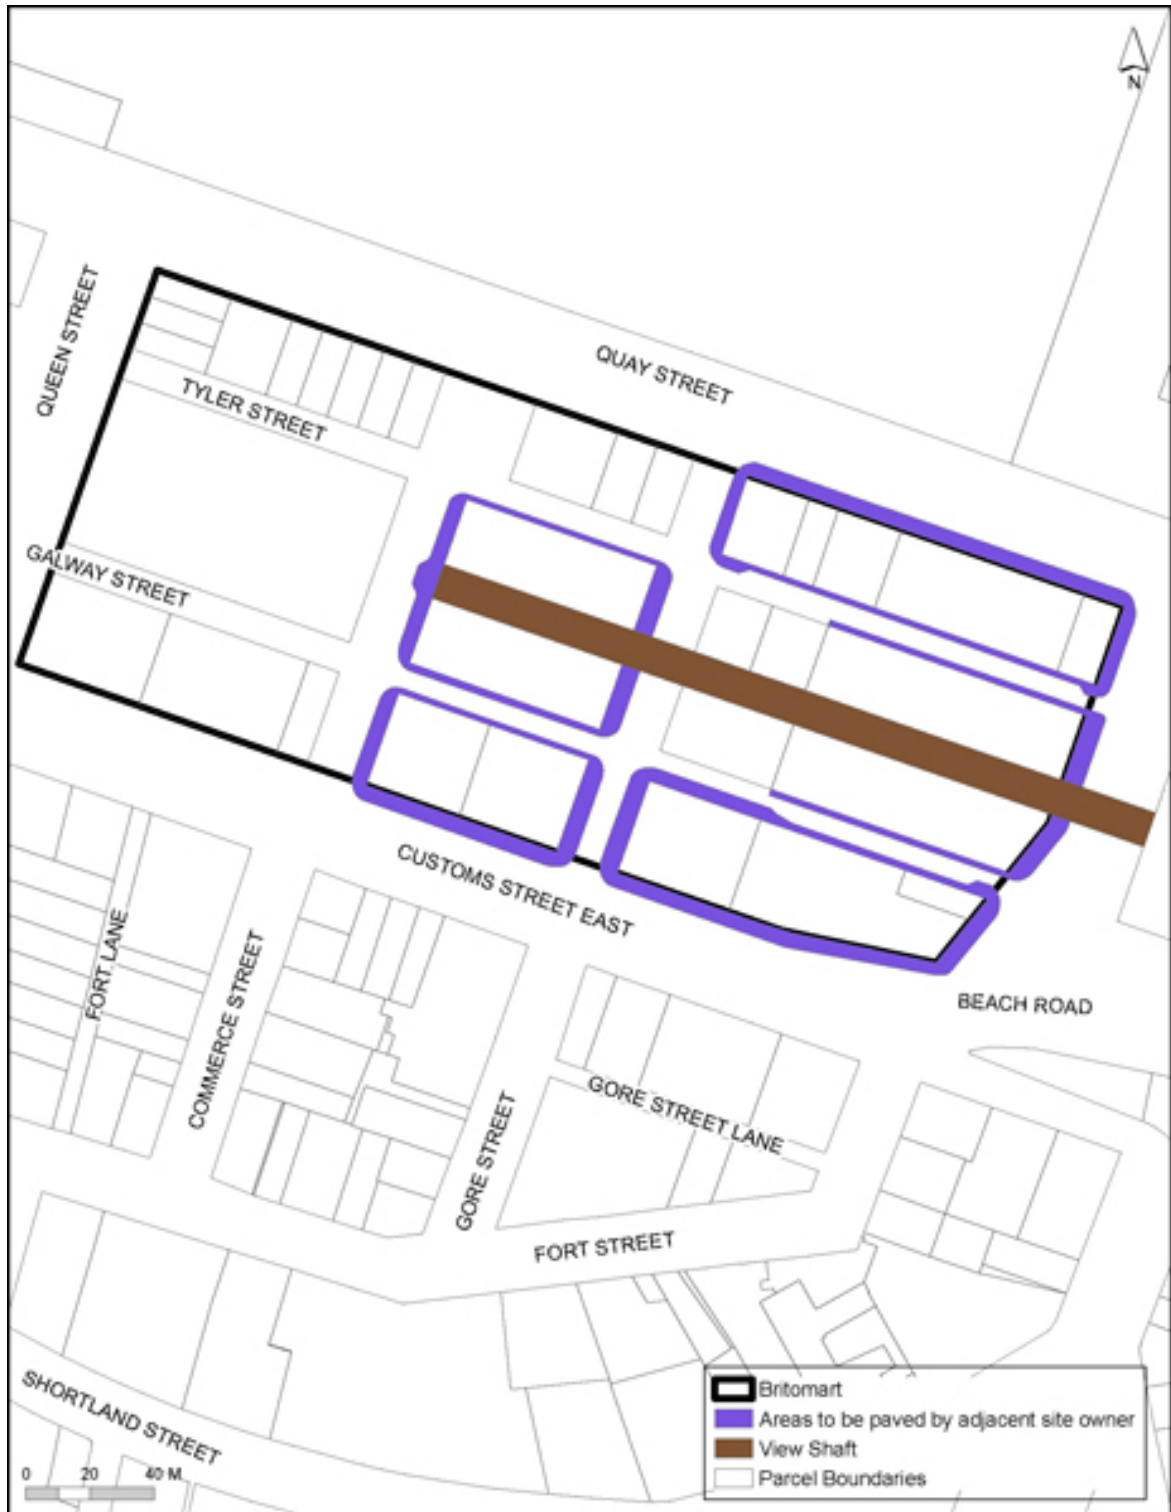 N
QUAY STREET
QUEEN STREET
TYLER STREET
GALWAY STREET
CUSTOMS STREET EAST
FORT LANE
COMMERCE STREET
BEACH ROAD
GORE STREET LANE
GORE STREET
FORT STREET
SHORTLAND STREET
0 20 40 M
Britomart
Areas to be paved by adjacent site owner
View Shaft
Parcel Boundaries